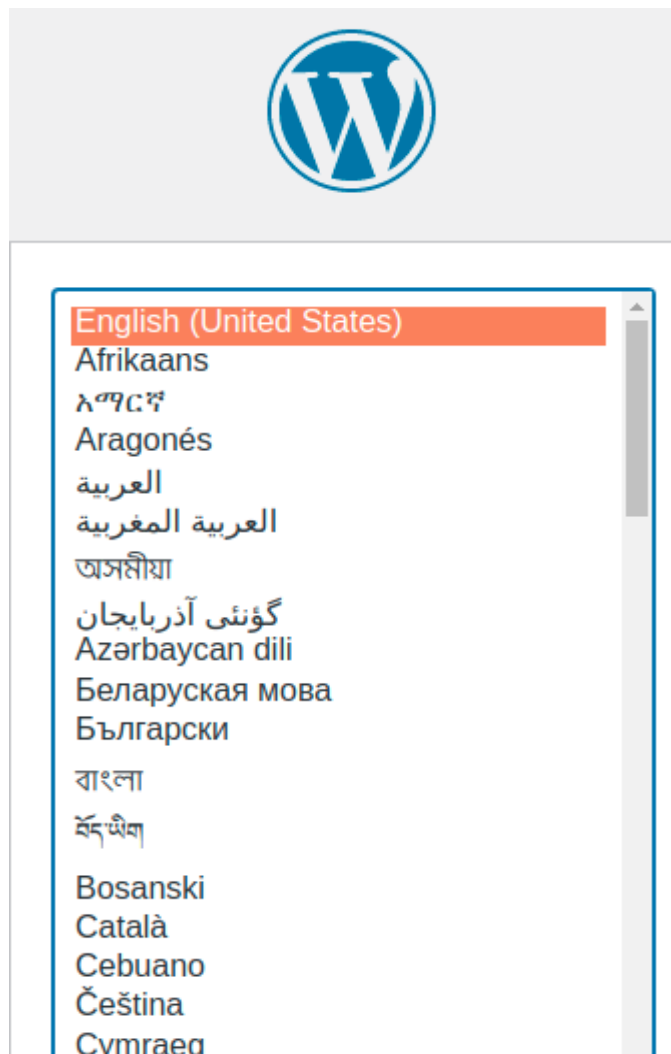 English (United States)
Afrikaans
አማርኛ
Aragonés
العربية
العربية المغربية
অসমীয়া
گؤنئی آذربایجان
Azərbaycan dili
Беларуская мова
Български
বাংলা
བོད་ཡིག
Bosanski
Català
Cebuano
Čeština
Cymraeg